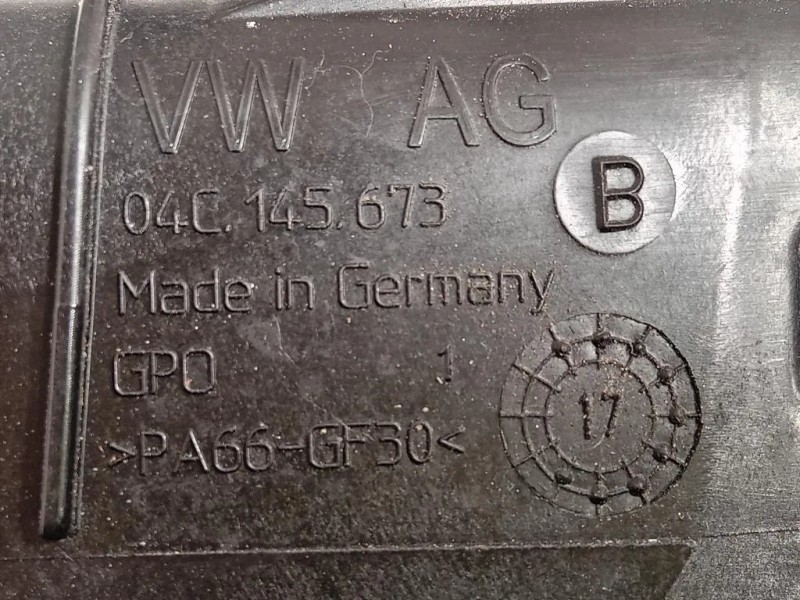 VW AG
04C.145.673 B
Made in Germany
GPO 1
>PA66-GF30<
17